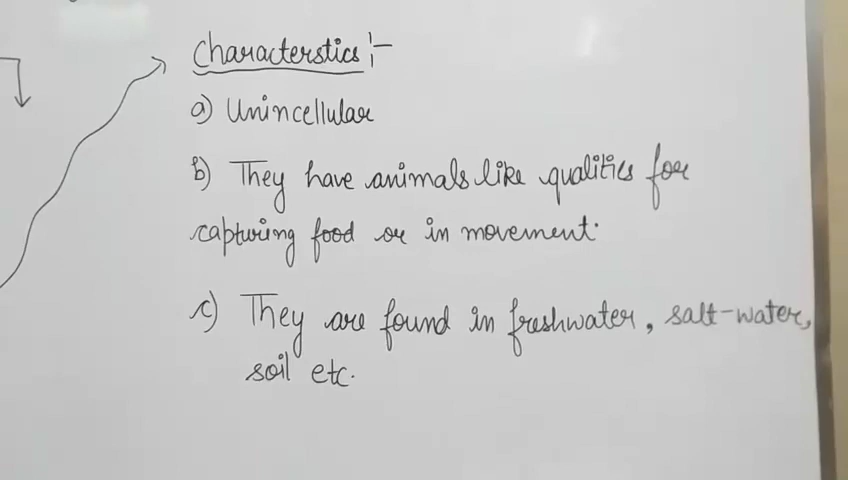 Characterstics :-
a) Unincellular
b) They have animals like qualities for
capturing food or in movement.
c) They are found in freshwater, salt-water,
soil etc.